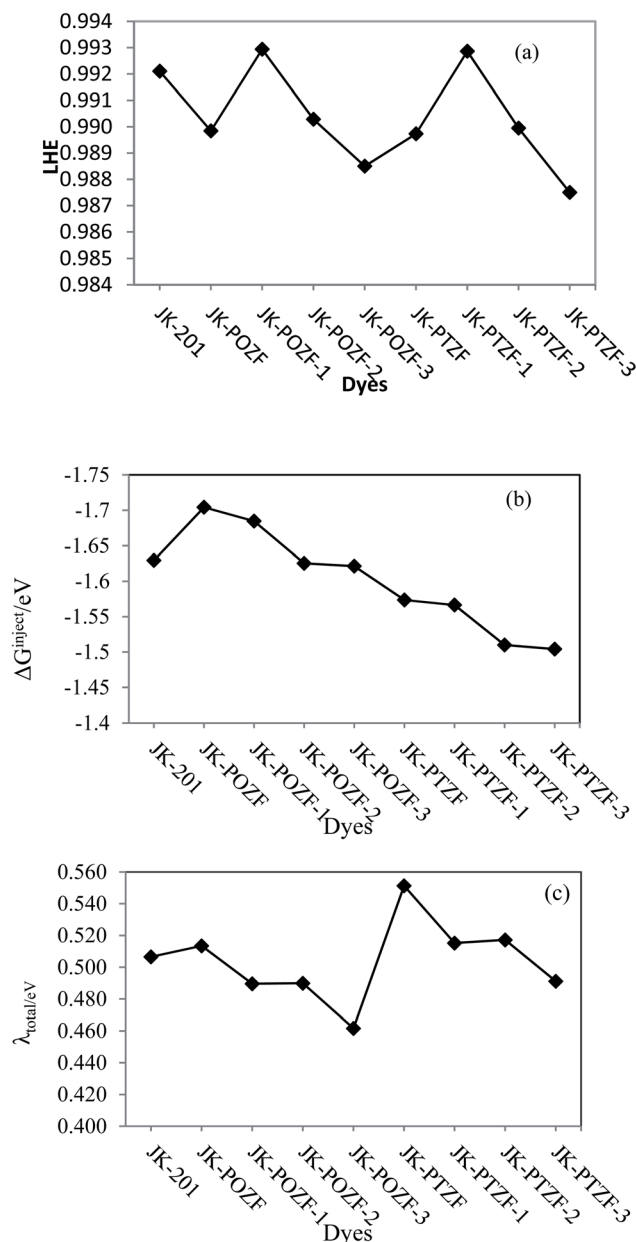 0.994
0.993
0.992
0.991
0.990
0.989
0.988
0.987
0.986
0.985
0.984
LHE
(a)
JK-201
JK-POZF
JK-POZF-1
JK-POZF-2
JK-POZF-3
JK-PTZF
JK-PTZF-1
JK-PTZF-2
JK-PTZF-3
Dyes
-1.75
-1.7
-1.65
-1.6
-1.55
-1.5
-1.45
-1.4
ΔG^inject/eV
(b)
JK-201
JK-POZF
JK-POZF-1
JK-POZF-2
JK-POZF-3
JK-PTZF
JK-PTZF-1
JK-PTZF-2
JK-PTZF-3
Dyes
0.560
0.540
0.520
0.500
0.480
0.460
0.440
0.420
0.400
λtotal/eV
(c)
JK-201
JK-POZF
JK-POZF-1
JK-POZF-2
JK-POZF-3
JK-PTZF
JK-PTZF-1
JK-PTZF-2
JK-PTZF-3
Dyes